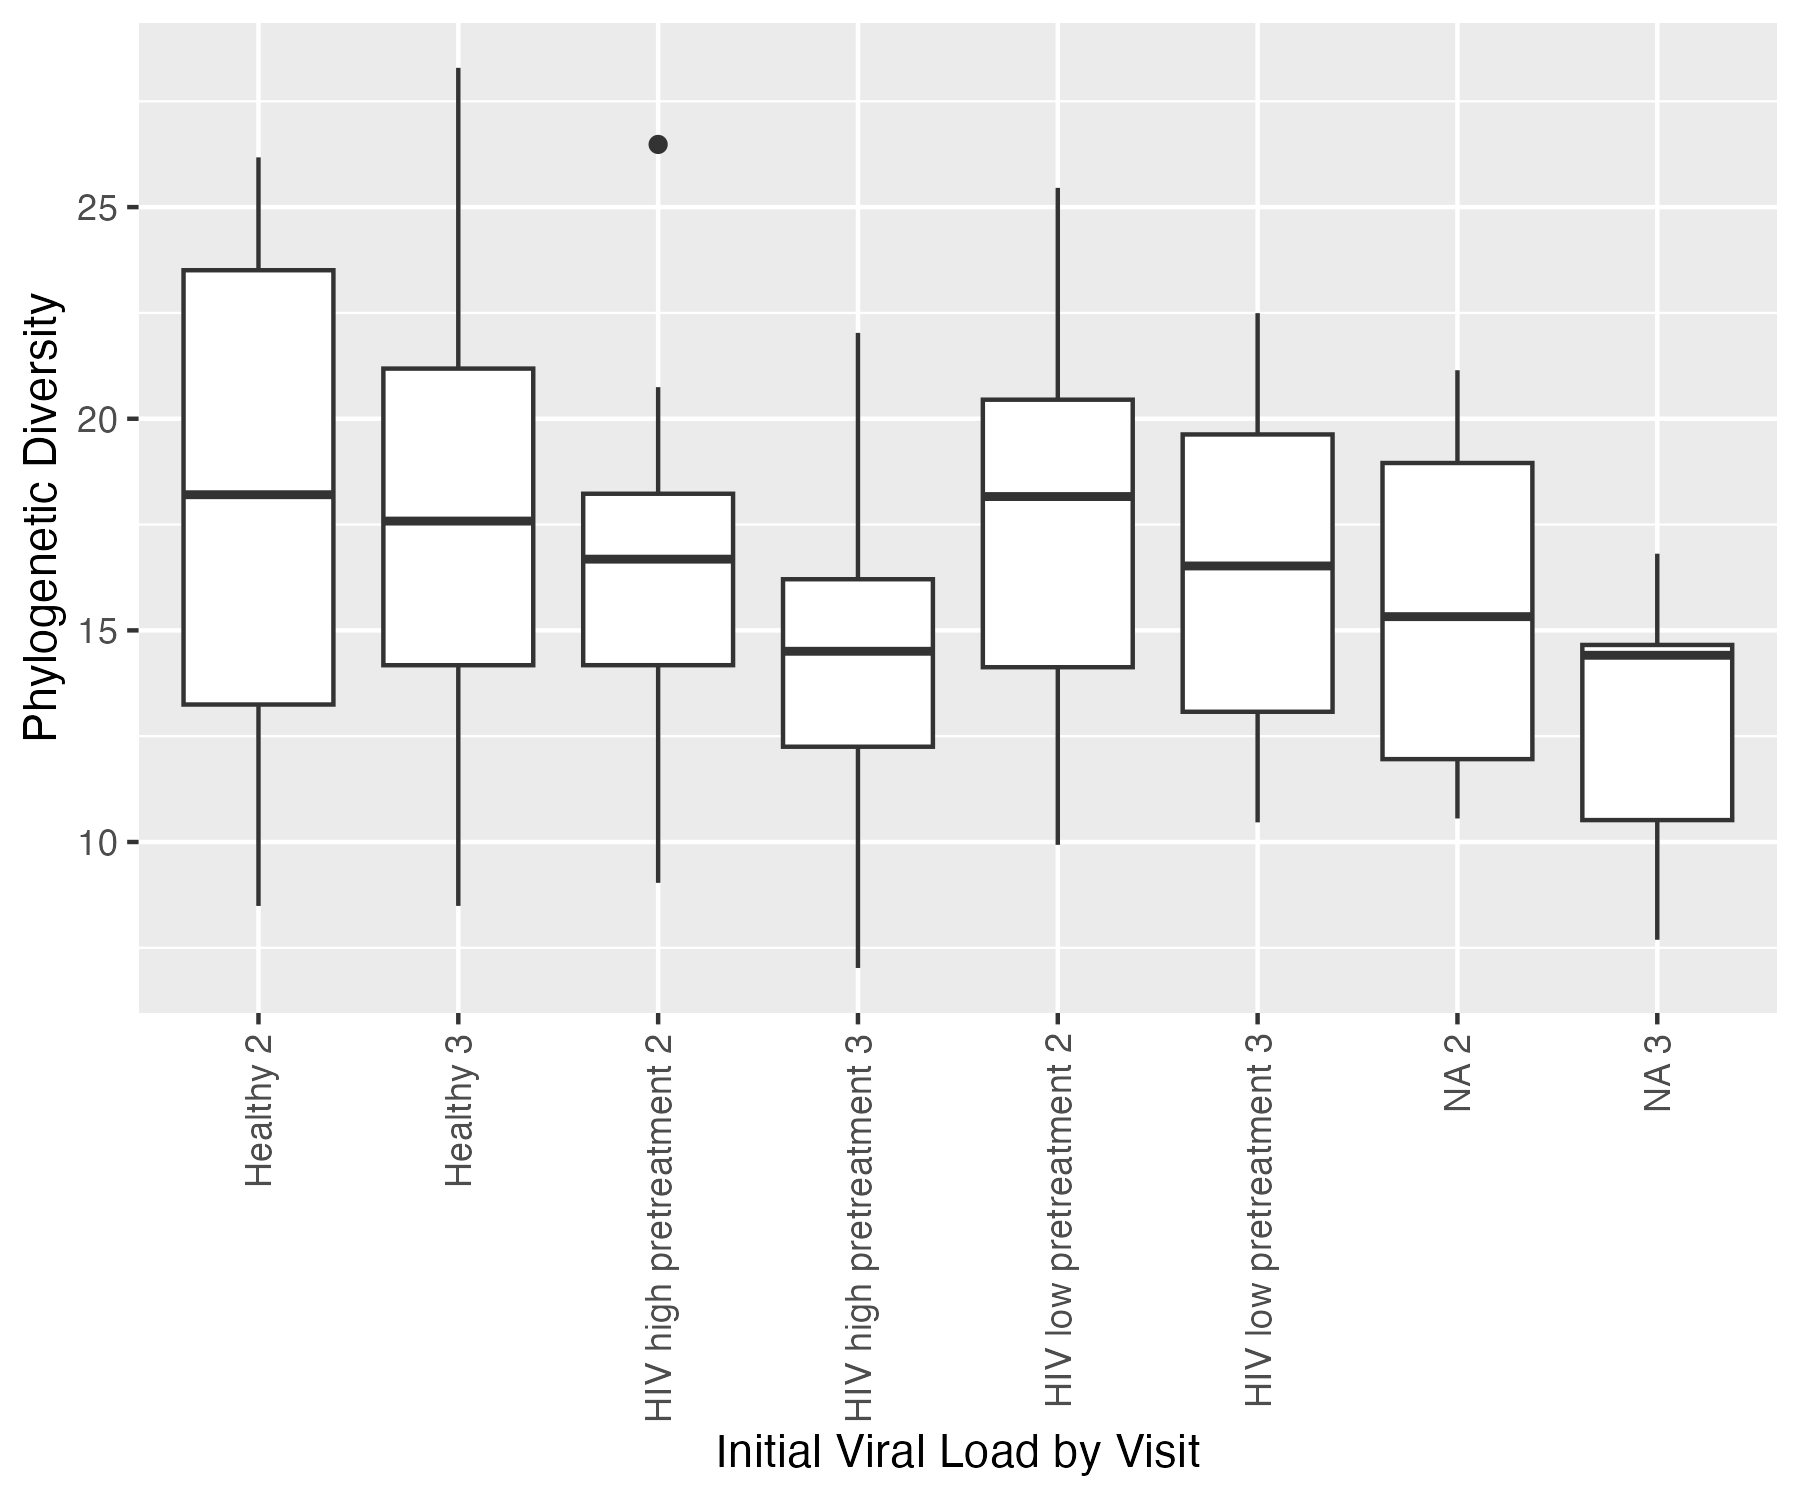 Phylogenetic Diversity
25
20
15
10
Healthy 2
Healthy 3
HIV high pretreatment 2
HIV high pretreatment 3
HIV low pretreatment 2
HIV low pretreatment 3
NA 2
NA 3
Initial Viral Load by Visit